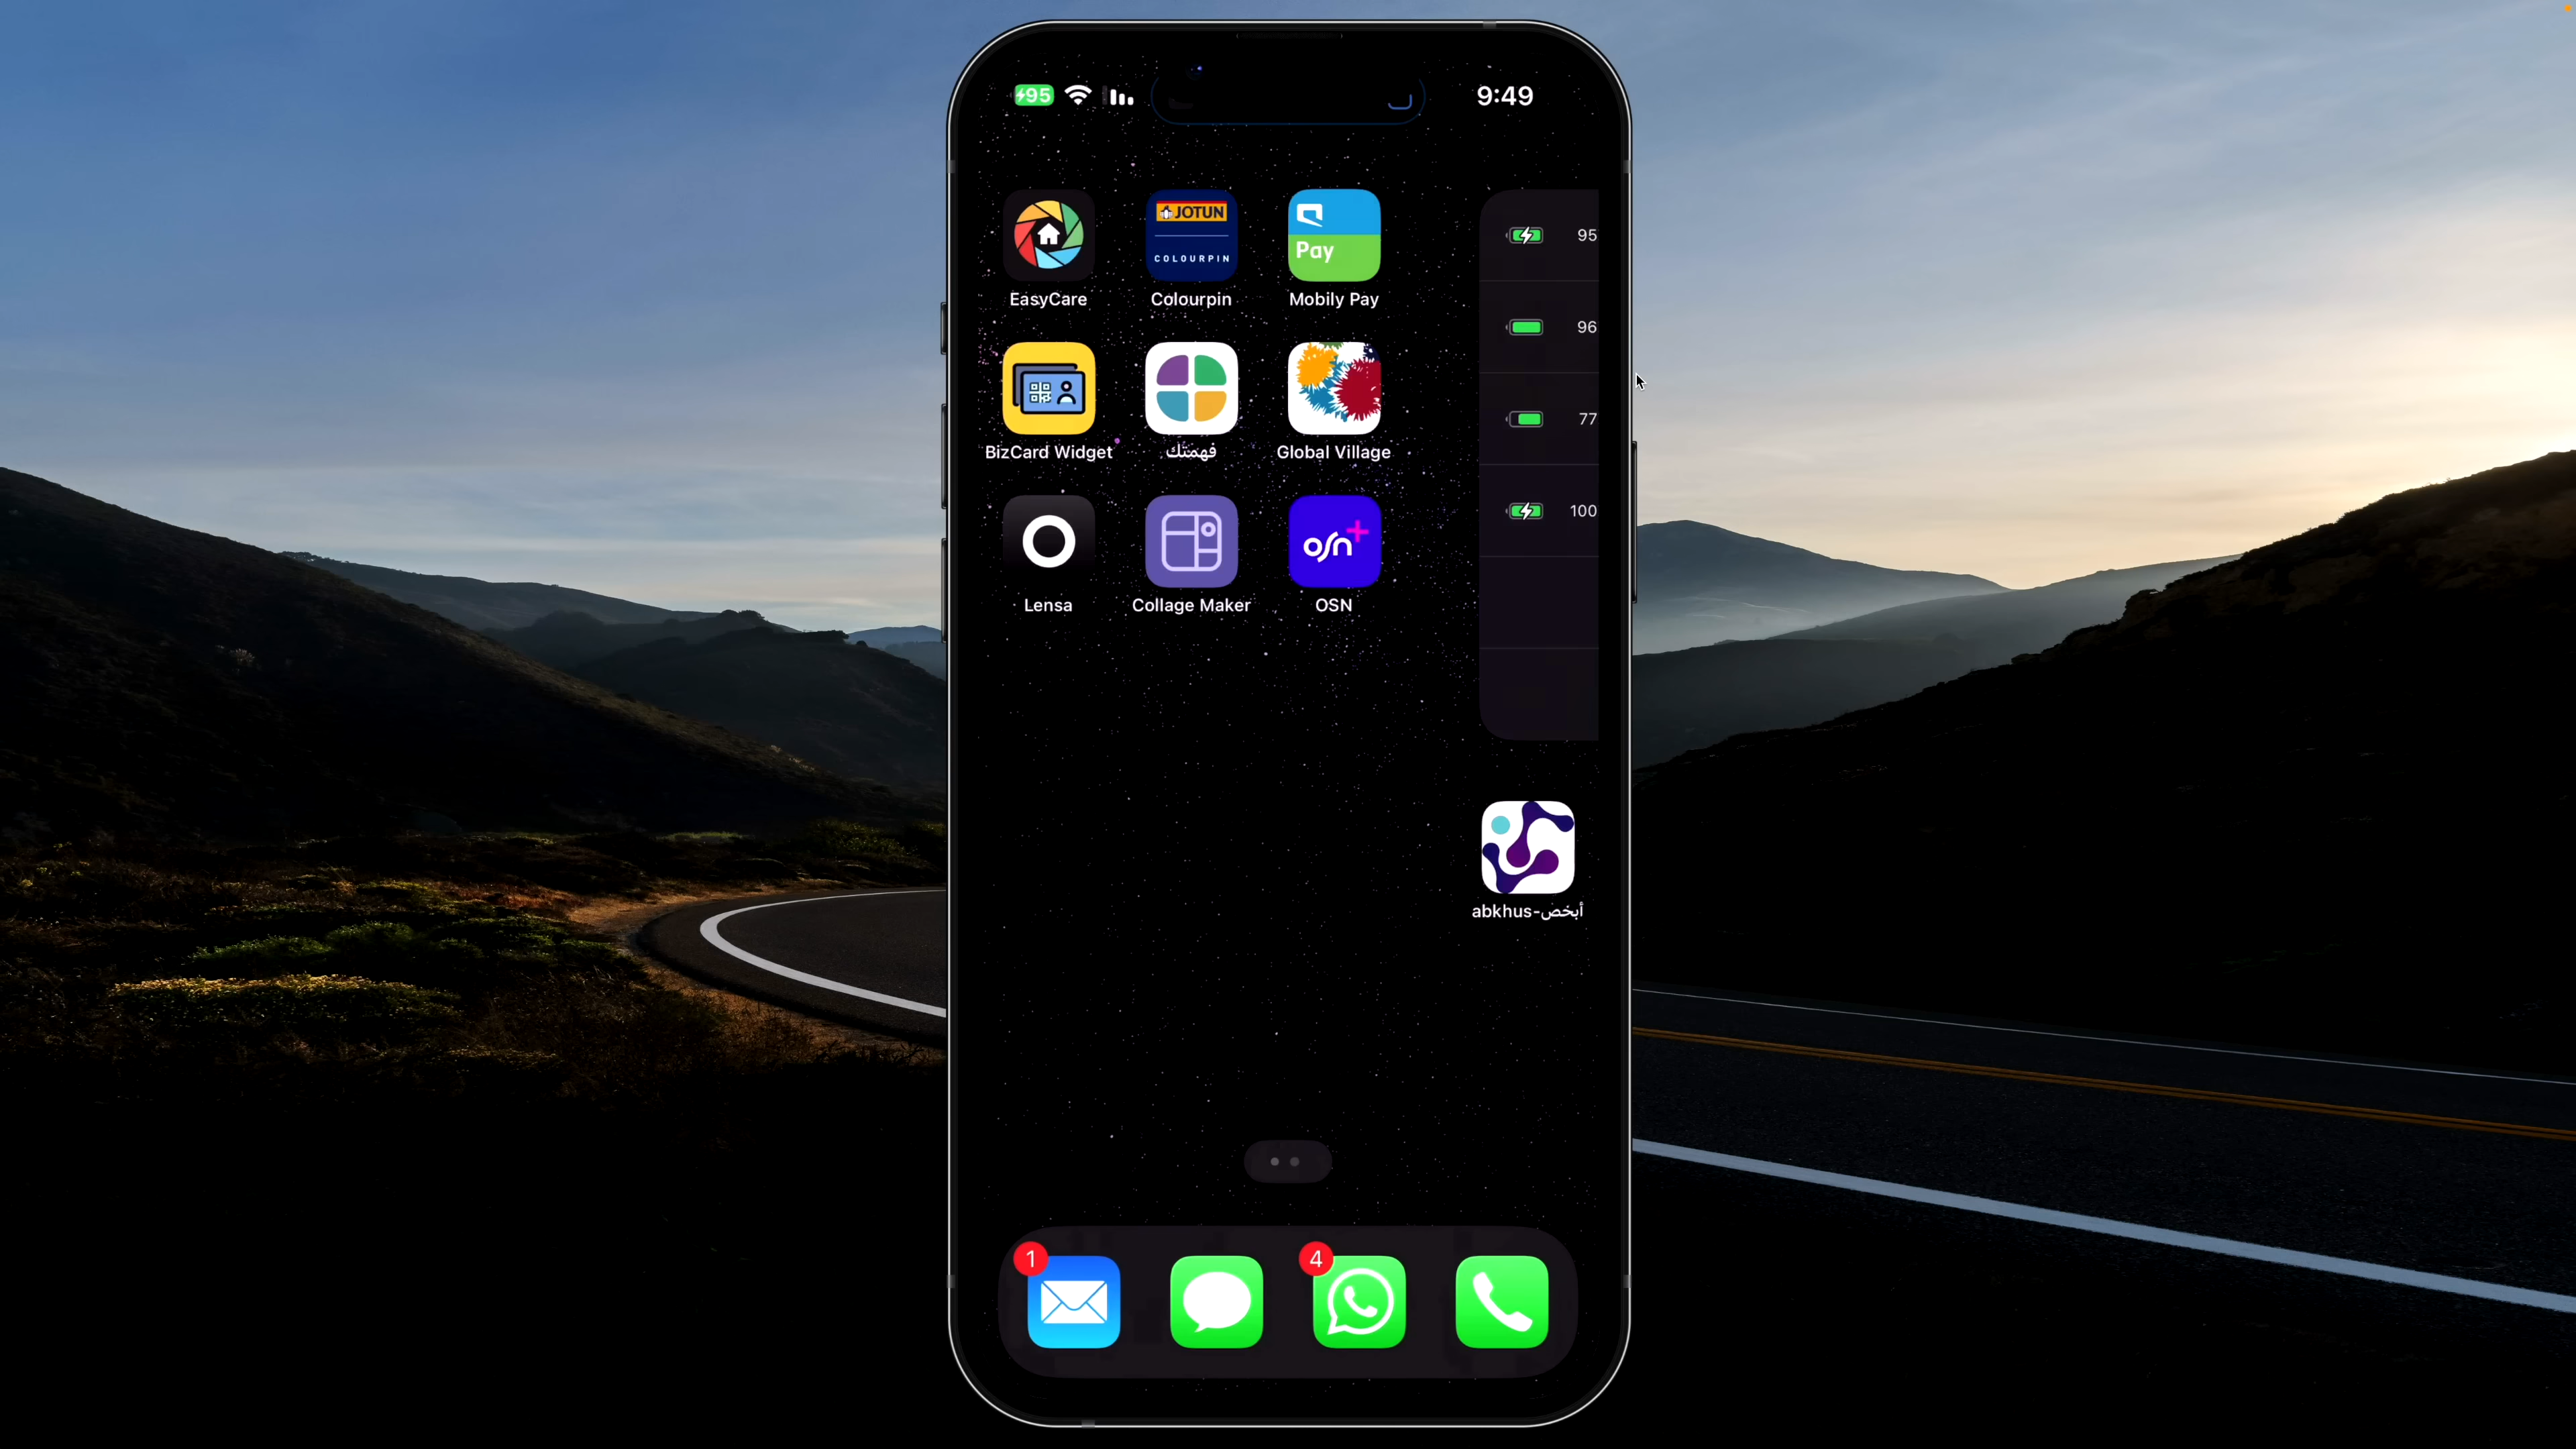 95
9:49
JOTUN
COLOURPIN
Pay
95
EasyCare
Colourpin
Mobily Pay
96
77
BizCard Widget
فهمتك
Global Village
100
osn+
Lensa
Collage Maker
OSN
أبخص-abkhus
1
4